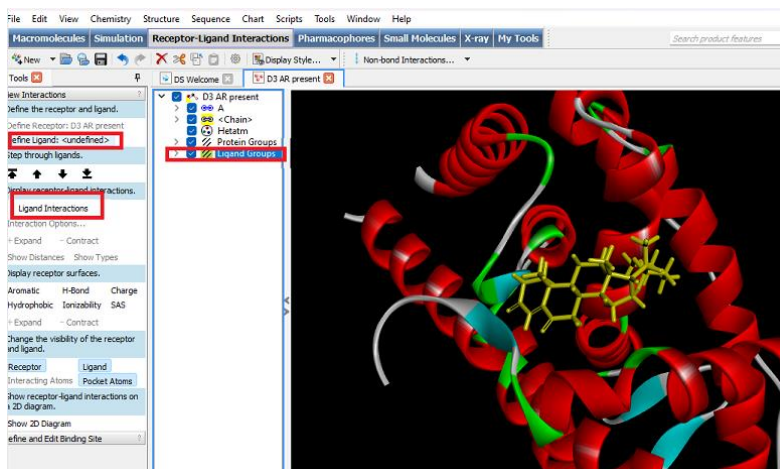 File Edit View Chemistry Structure Sequence Chart Scripts Tools Window Help
Macromolecules Simulation Receptor-Ligand Interactions Pharmacophores Small Molecules X-ray My Tools Search product features
New Display Style... Non-bond Interactions...
Tools DS Welcome D3 AR present
iew Interactions ?
Define the receptor and ligand.
Define Receptor: D3 AR present
efine Ligand: <undefined>
Step through ligands.
Display receptor-ligand interactions.
Ligand Interactions
Interaction Options...
+ Expand - Contract
Show Distances Show Types
Display receptor surfaces.
Aromatic H-Bond Charge
Hydrophobic Ionizability SAS
+ Expand - Contract
Change the visibility of the receptor
and ligand.
Receptor Ligand
Interacting Atoms Pocket Atoms
Show receptor-ligand interactions on
a 2D diagram.
Show 2D Diagram
efine and Edit Binding Site ?
D3 AR present
A
<Chain>
Hetatm
Protein Groups
Ligand Groups